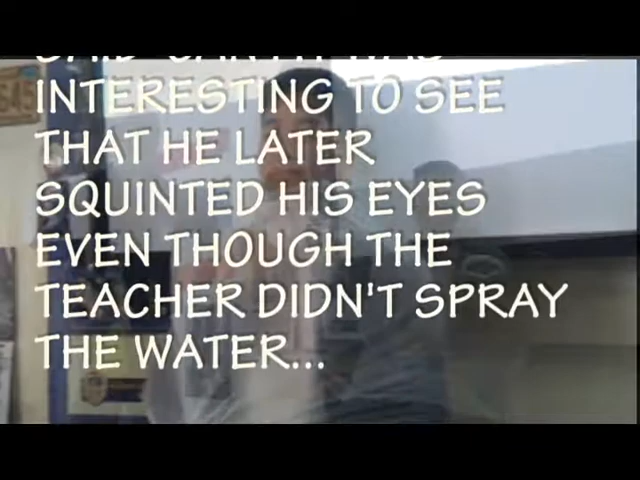 INTERESTING TO SEE
THAT HE LATER
SQUINTED HIS EYES
EVEN THOUGH THE
TEACHER DIDN'T SPRAY
THE WATER...